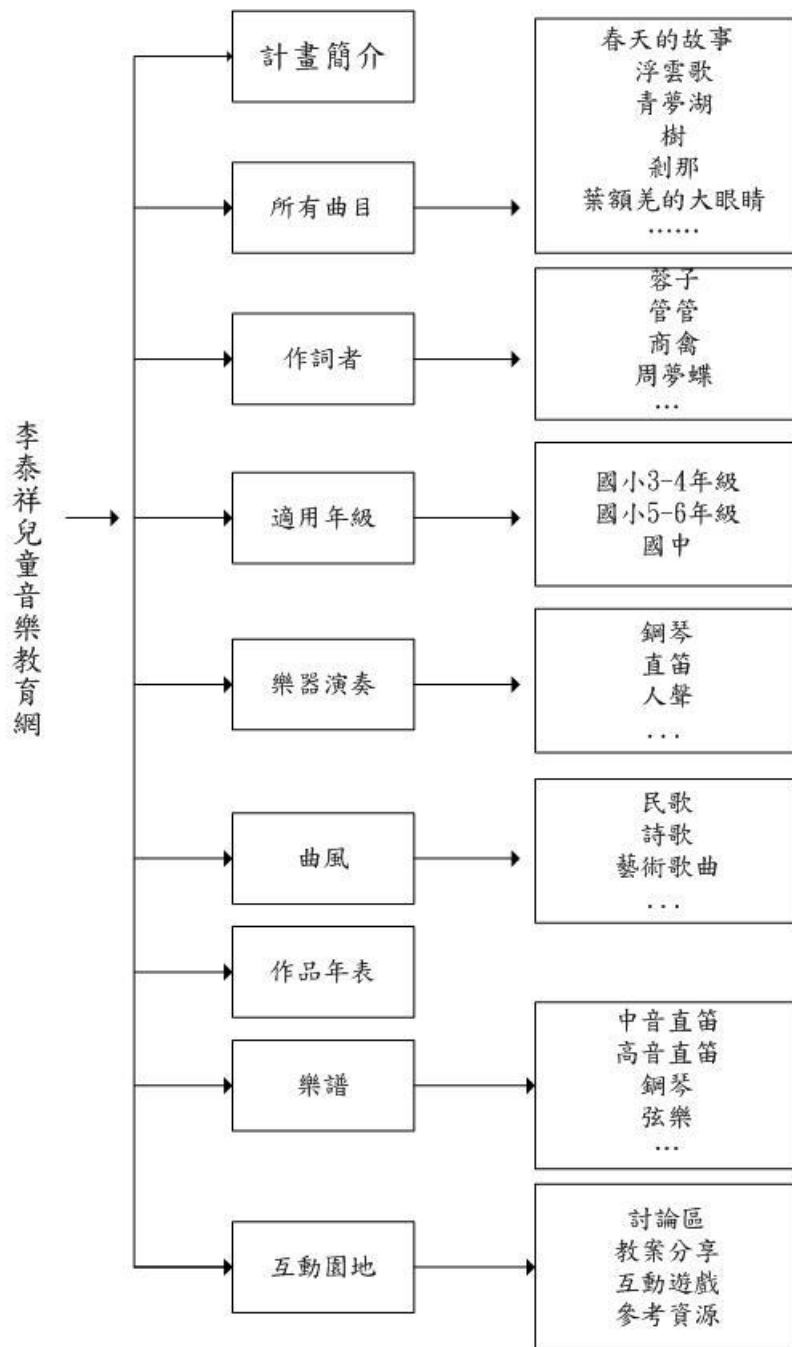 李泰祥兒童音樂教育網
計畫簡介
所有曲目
春天的故事
浮雲歌
青夢湖
樹
剎那
葉額羌的大眼睛
……
作詞者
蓉子
管管
商禽
周夢蝶
…
適用年級
國小3-4年級
國小5-6年級
國中
樂器演奏
鋼琴
直笛
人聲
...
曲風
民歌
詩歌
藝術歌曲
...
作品年表
樂譜
中音直笛
高音直笛
鋼琴
弦樂
…
互動園地
討論區
教案分享
互動遊戲
參考資源